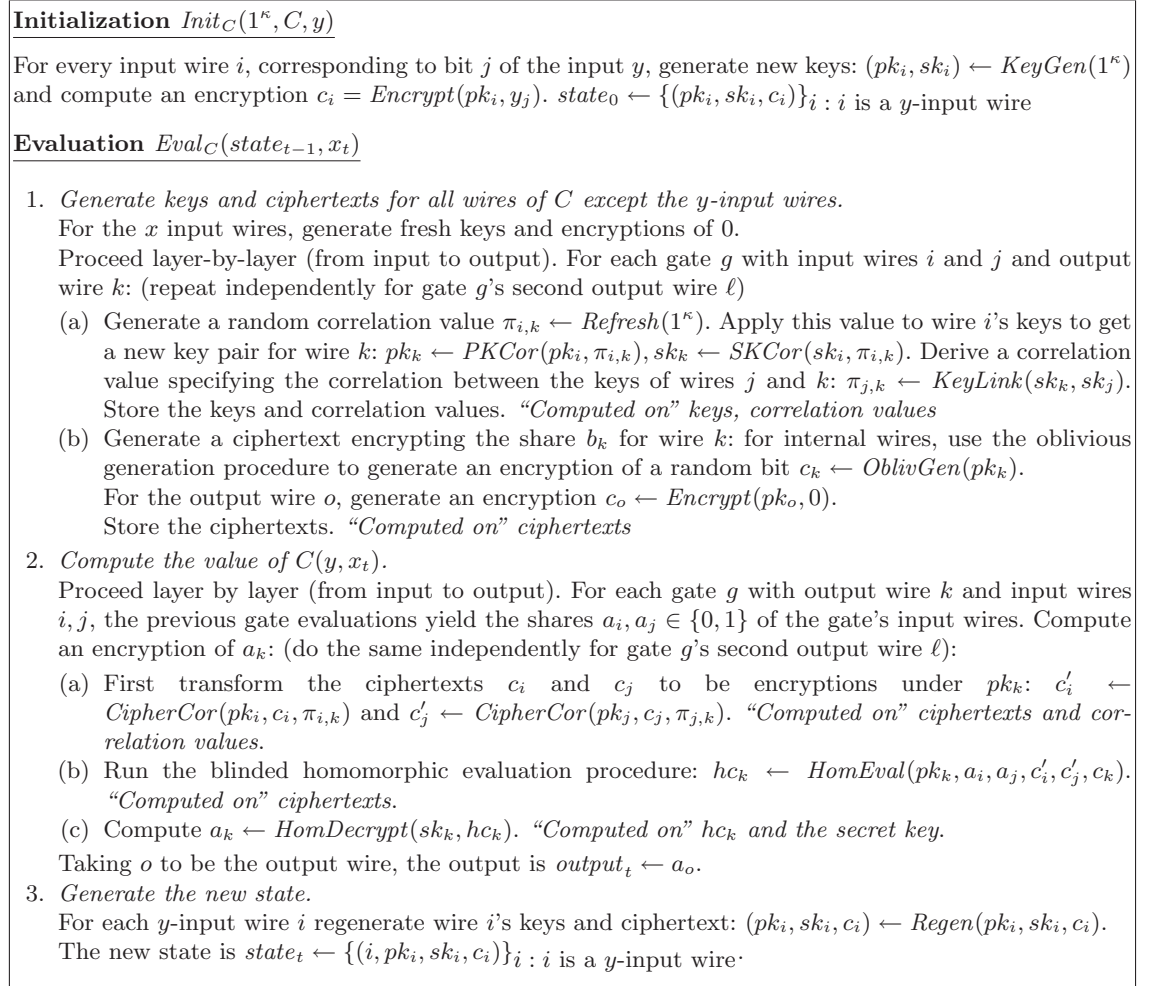 Initialization Init_C(1^κ, C, y)
For every input wire i, corresponding to bit j of the input y, generate new keys: (pk_i, sk_i) ← KeyGen(1^κ)
and compute an encryption c_i = Encrypt(pk_i, y_j). state_0 ← {(pk_i, sk_i, c_i)}_{i : i is a y-input wire}
Evaluation Eval_C(state_{t−1}, x_t)
1. Generate keys and ciphertexts for all wires of C except the y-input wires.
For the x input wires, generate fresh keys and encryptions of 0.
Proceed layer-by-layer (from input to output). For each gate g with input wires i and j and output
wire k: (repeat independently for gate g's second output wire ℓ)
(a) Generate a random correlation value π_{i,k} ← Refresh(1^κ). Apply this value to wire i's keys to get
a new key pair for wire k: pk_k ← PKCor(pk_i, π_{i,k}), sk_k ← SKCor(sk_i, π_{i,k}). Derive a correlation
value specifying the correlation between the keys of wires j and k: π_{j,k} ← KeyLink(sk_k, sk_j).
Store the keys and correlation values. "Computed on" keys, correlation values
(b) Generate a ciphertext encrypting the share b_k for wire k: for internal wires, use the oblivious
generation procedure to generate an encryption of a random bit c_k ← OblivGen(pk_k).
For the output wire o, generate an encryption c_o ← Encrypt(pk_o, 0).
Store the ciphertexts. "Computed on" ciphertexts
2. Compute the value of C(y, x_t).
Proceed layer by layer (from input to output). For each gate g with output wire k and input wires
i, j, the previous gate evaluations yield the shares a_i, a_j ∈ {0, 1} of the gate's input wires. Compute
an encryption of a_k: (do the same independently for gate g's second output wire ℓ):
(a) First transform the ciphertexts c_i and c_j to be encryptions under pk_k: c'_i ←
CipherCor(pk_i, c_i, π_{i,k}) and c'_j ← CipherCor(pk_j, c_j, π_{j,k}). "Computed on" ciphertexts and cor-
relation values.
(b) Run the blinded homomorphic evaluation procedure: hc_k ← HomEval(pk_k, a_i, a_j, c'_i, c'_j, c_k).
"Computed on" ciphertexts.
(c) Compute a_k ← HomDecrypt(sk_k, hc_k). "Computed on" hc_k and the secret key.
Taking o to be the output wire, the output is output_t ← a_o.
3. Generate the new state.
For each y-input wire i regenerate wire i's keys and ciphertext: (pk_i, sk_i, c_i) ← Regen(pk_i, sk_i, c_i).
The new state is state_t ← {(i, pk_i, sk_i, c_i)}_{i : i is a y-input wire}.